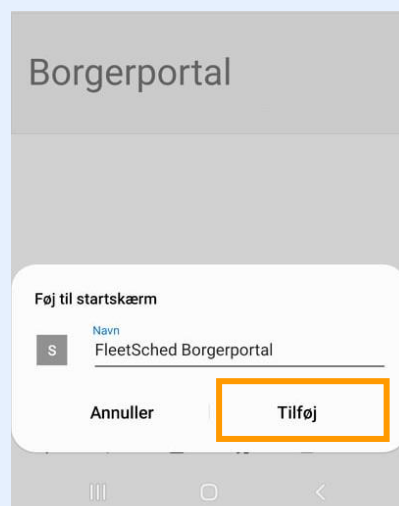 Borgerportal
Føj til startskærm
Navn
S
FleetSched Borgerportal
Annuller
Tilføj